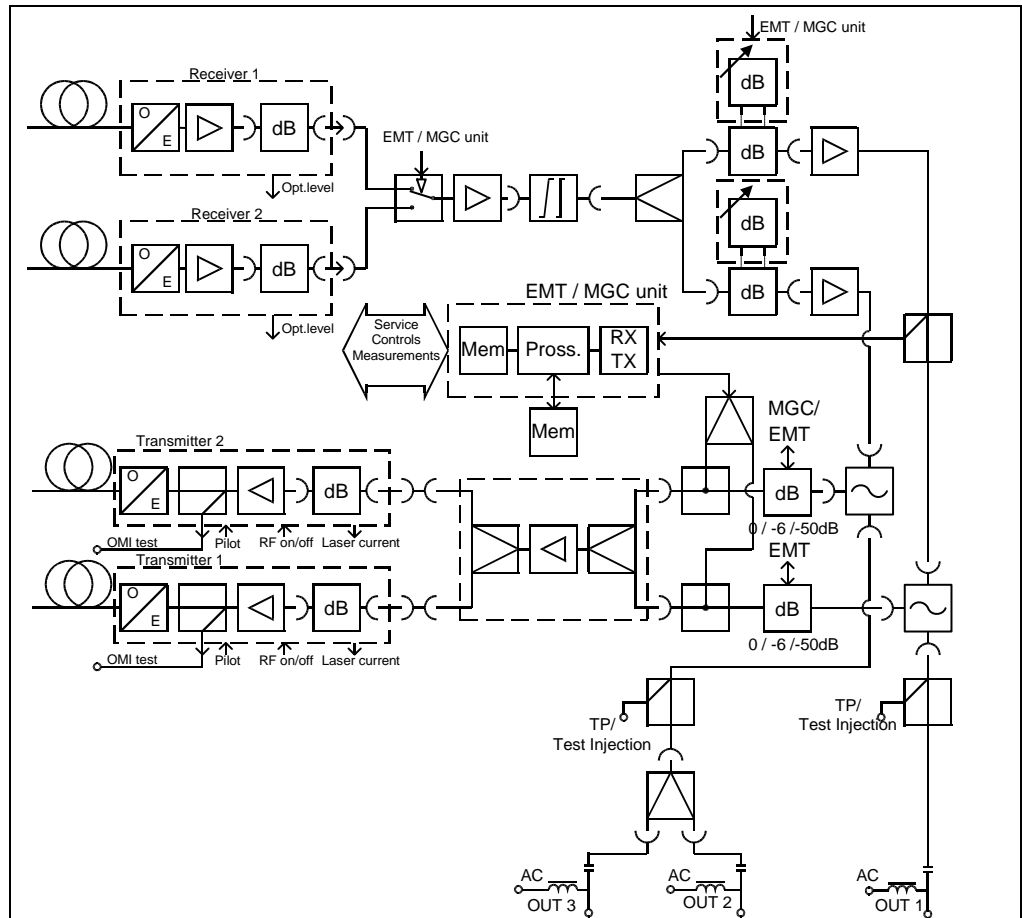 EMT / MGC unit
Receiver 1
dB
O
E
dB
dB
EMT / MGC unit
Opt.level
Receiver 2
dB
O
E
dB
dB
EMT / MGC unit
Opt.level
Service
Controls
Measurements
Mem
Pross.
RX
TX
Mem
MGC/
EMT
Transmitter 2
O
E
dB
dB
0 / -6 /-50dB
OMI test
Pilot
RF on/off
Laser current
EMT
Transmitter 1
O
E
dB
dB
0 / -6 /-50dB
OMI test
Pilot
RF on/off
Laser current
TP/
Test Injection
TP/
Test Injection
AC
OUT 3
AC
OUT 2
AC
OUT 1